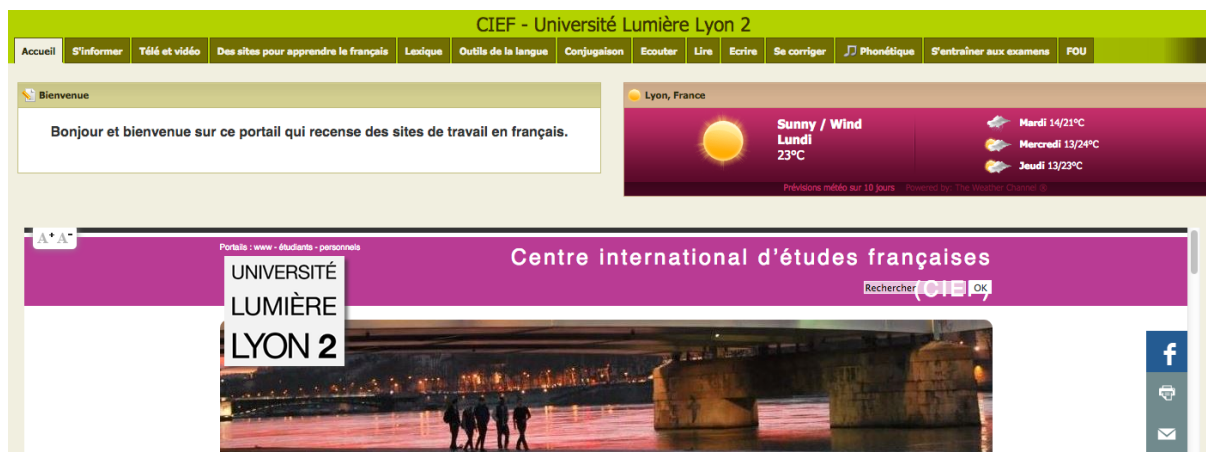 CIEF - Université Lumière Lyon 2
Accueil S'informer Télé et vidéo Des sites pour apprendre le français Lexique Outils de la langue Conjugaison Ecouter Lire Ecrire Se corriger Phonétique S'entraîner aux examens FOU
Bienvenue
Bonjour et bienvenue sur ce portail qui recense des sites de travail en français.
Lyon, France
Sunny / Wind
Lundi
23°C
Mardi 14/21°C
Mercredi 13/24°C
Jeudi 13/23°C
Prévisions météo sur 10 jours Powered by: The Weather Channel ®
A+ A-
Portails : www - étudiants - personnels
UNIVERSITÉ
LUMIÈRE
LYON 2
Centre international d'études françaises
(CIEF)
Rechercher OK
f